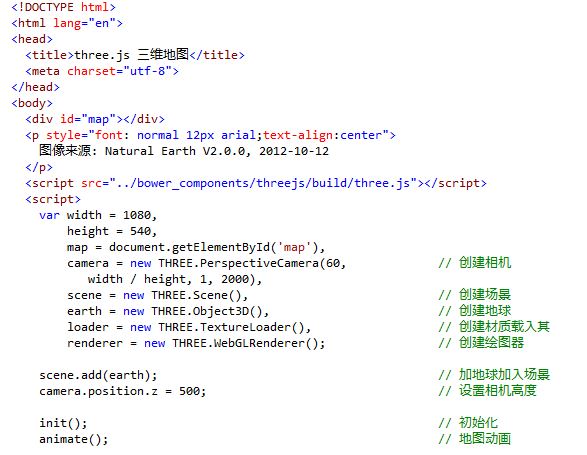 <!DOCTYPE html>
<html lang="en">
<head>
  <title>three.js 三维地图</title>
  <meta charset="utf-8">
</head>
<body>
  <div id="map"></div>
  <p style="font: normal 12px arial;text-align:center">
    图像来源: Natural Earth V2.0.0, 2012-10-12
  </p>
  <script src="../bower_components/threejs/build/three.js"></script>
  <script>
    var width = 1080,
        height = 540,
        map = document.getElementById('map'),
        camera = new THREE.PerspectiveCamera(60,             // 创建相机
           width / height, 1, 2000),
        scene = new THREE.Scene(),                           // 创建场景
        earth = new THREE.Object3D(),                        // 创建地球
        loader = new THREE.TextureLoader(),                  // 创建材质载入其
        renderer = new THREE.WebGLRenderer();                // 创建绘图器

    scene.add(earth);                                        // 加地球加入场景
    camera.position.z = 500;                                 // 设置相机高度

    init();                                                  // 初始化
    animate();                                               // 地图动画